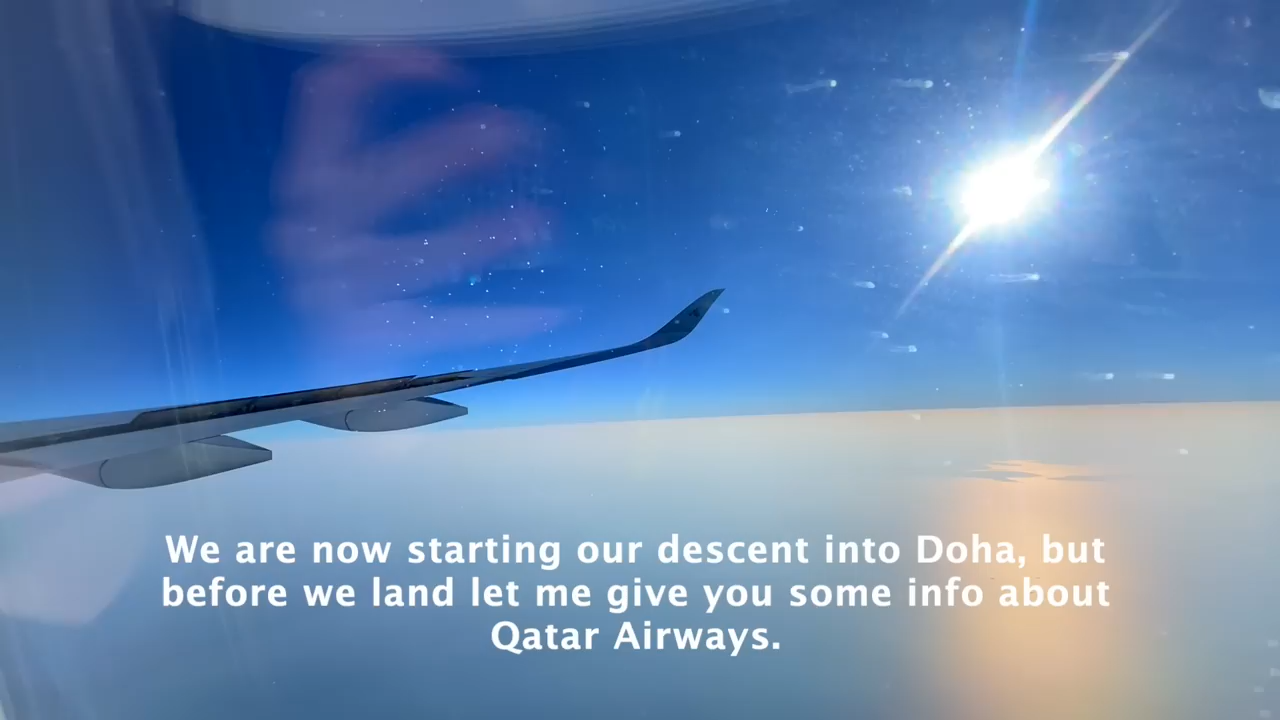 We are now starting our descent into Doha, but
before we land let me give you some info about
Qatar Airways.